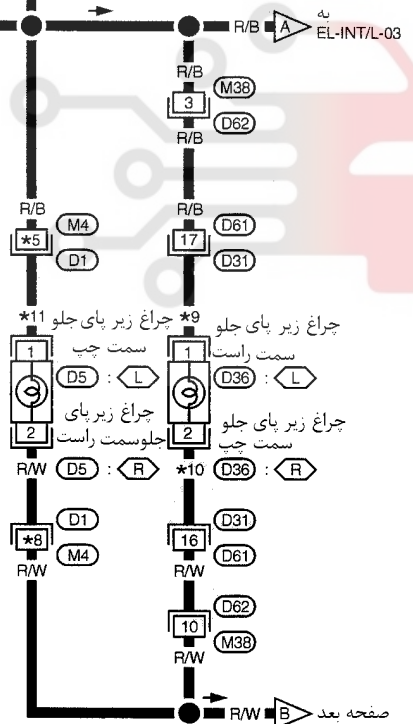 R/B A به
EL-INT/L-03
R/B
3 M38
D62
R/B
R/B R/B
*5 M4 17 D61
D1 D31
*11 چراغ زیر پای جلو *9 چراغ زیر پای جلو
سمت چپ سمت راست
1 1
D5 : L D36 : L
چراغ زیر پای چراغ زیر پای جلو
جلوسمت راست سمت چپ
2 2
R/W D5 : R *10 D36 : R
D1 D31
*8 16
M4 D61
R/W R/W
D62
10
M38
R/W
R/W B صفحه بعد